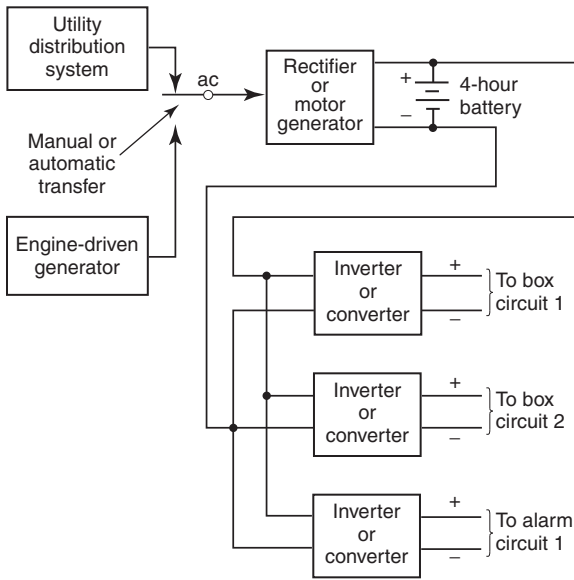 Utility
distribution
system
ac
Rectifier
or
motor
generator
+
–
4-hour
battery
Manual or
automatic
transfer
Engine-driven
generator
Inverter
or
converter
+
–
To box
circuit 1
Inverter
or
converter
+
–
To box
circuit 2
Inverter
or
converter
+
–
To alarm
circuit 1